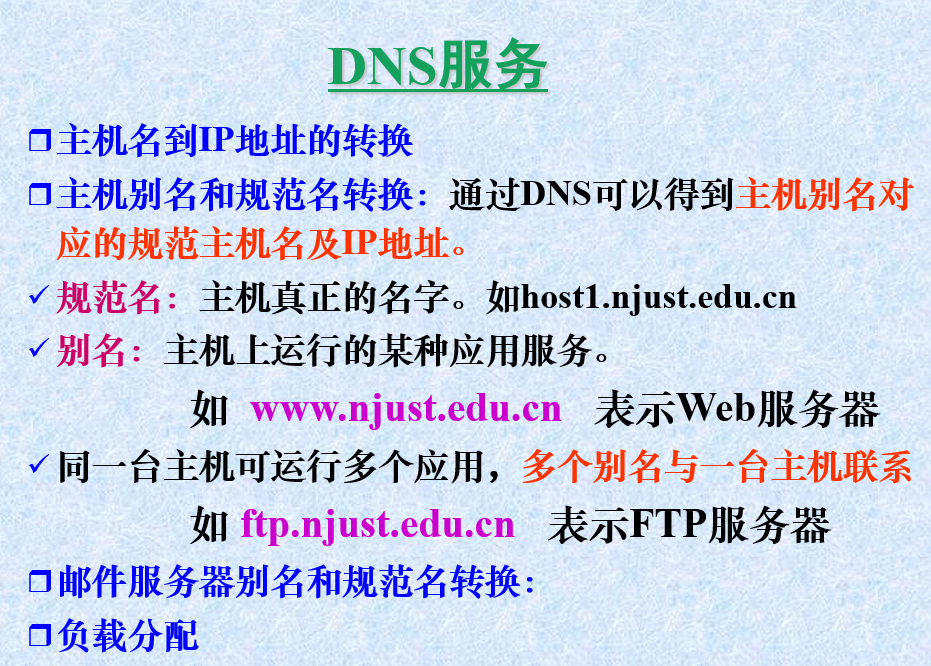 DNS服务
主机名到IP地址的转换
主机别名和规范名转换：通过DNS可以得到主机别名对
应的规范主机名及IP地址。
规范名：主机真正的名字。如host1.njust.edu.cn
别名：主机上运行的某种应用服务。
如 www.njust.edu.cn 表示Web服务器
同一台主机可运行多个应用，多个别名与一台主机联系
如 ftp.njust.edu.cn 表示FTP服务器
邮件服务器别名和规范名转换：
负载分配